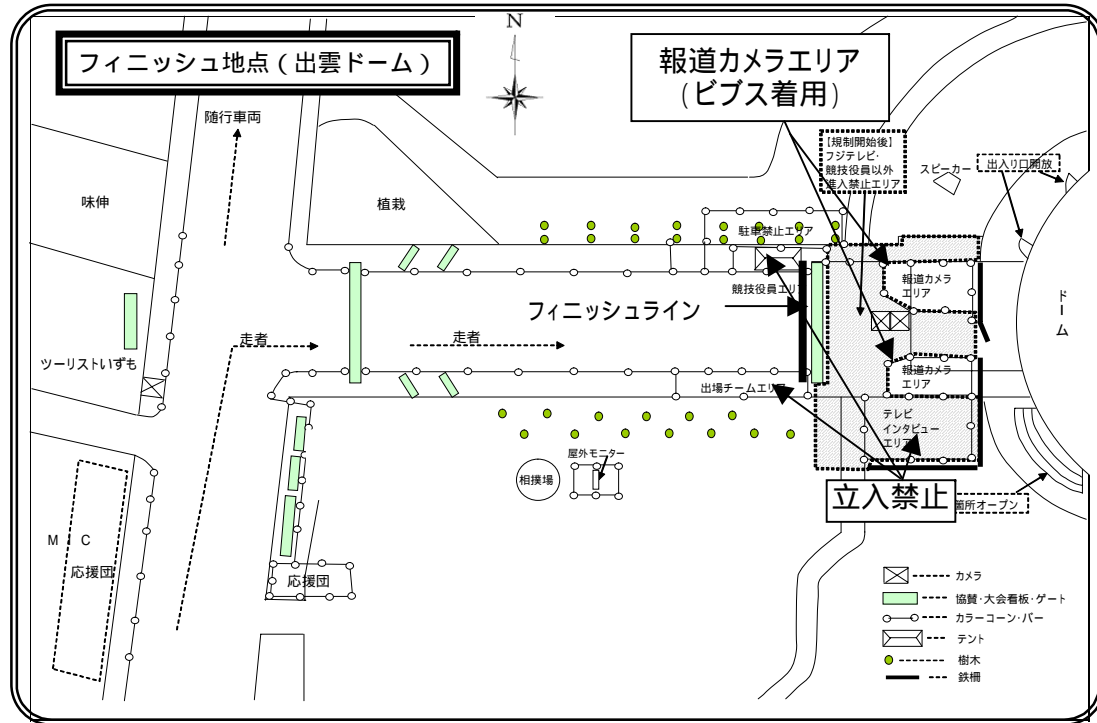 フィニッシュ地点(出雲ドーム)
N
報道カメラエリア
(ビブス着用)
随行車両
【規制開始後】
フジテレビ・
競技役員以外
進入禁止エリア
スピーカー
出入り口開放
味伸
植栽
駐車禁止エリア
競技役員エリア
報道カメラ
エリア
フィニッシュライン
ドーム
走者
走者
ツーリストいずも
出場チームエリア
報道カメラ
エリア
テレビ
インタビュー
エリア
屋外モニター
相撲場
立入禁止
箇所オープン
M C
応援団
応援団
カメラ
協賛・大会看板・ゲート
カラーコーン・バー
テント
樹木
鉄柵